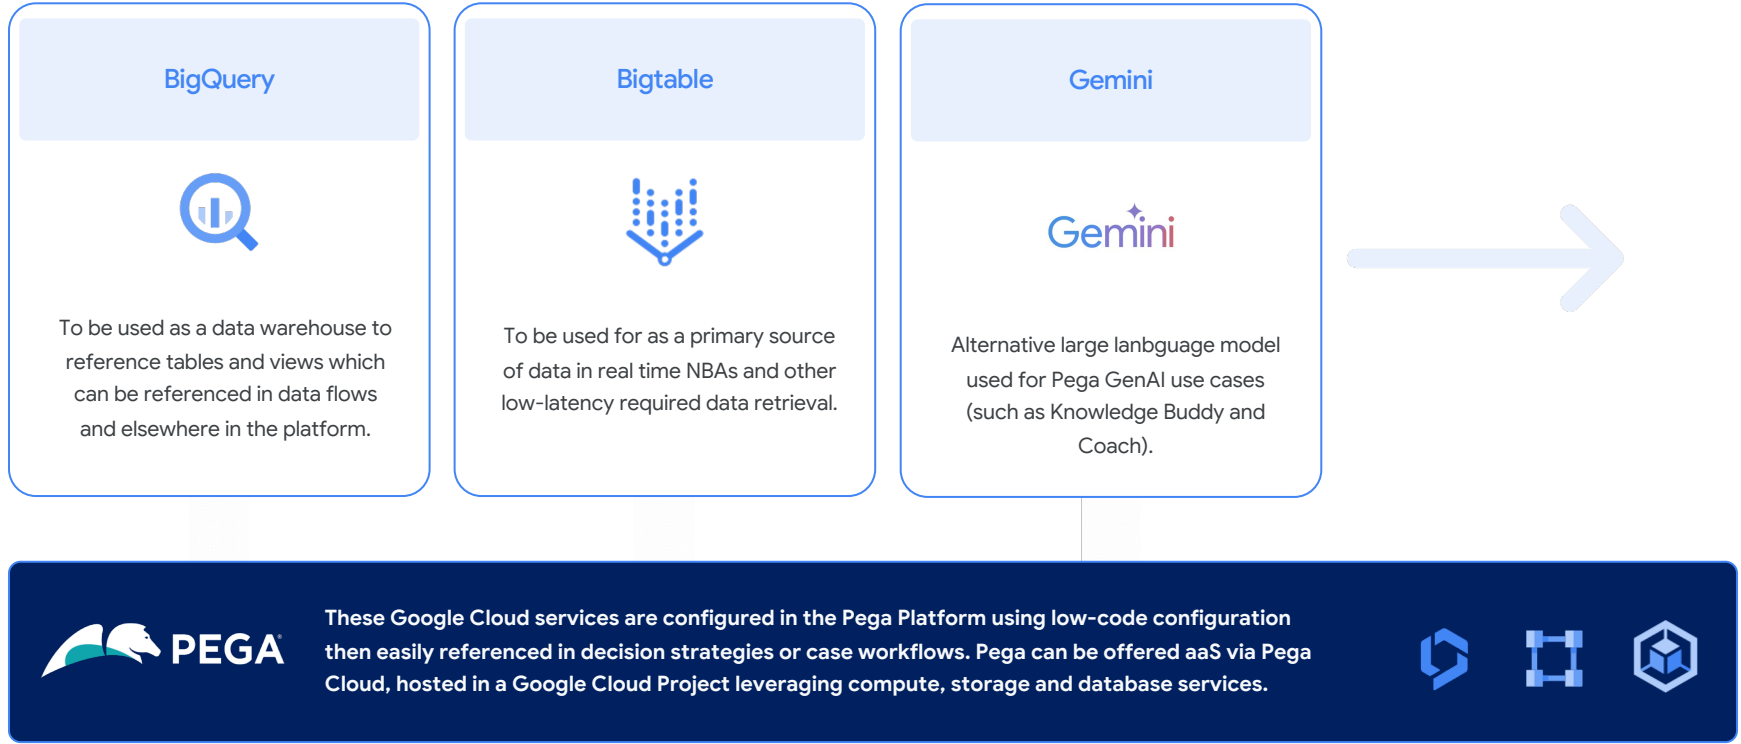 BigQuery
To be used as a data warehouse to
reference tables and views which
can be referenced in data flows
and elsewhere in the platform.
Bigtable
To be used for as a primary source
of data in real time NBAs and other
low-latency required data retrieval.
Gemini
Gemini
Alternative large lanbguage model
used for Pega GenAI use cases
(such as Knowledge Buddy and
Coach).
PEGA
These Google Cloud services are configured in the Pega Platform using low-code configuration
then easily referenced in decision strategies or case workflows. Pega can be offered aaS via Pega
Cloud, hosted in a Google Cloud Project leveraging compute, storage and database services.